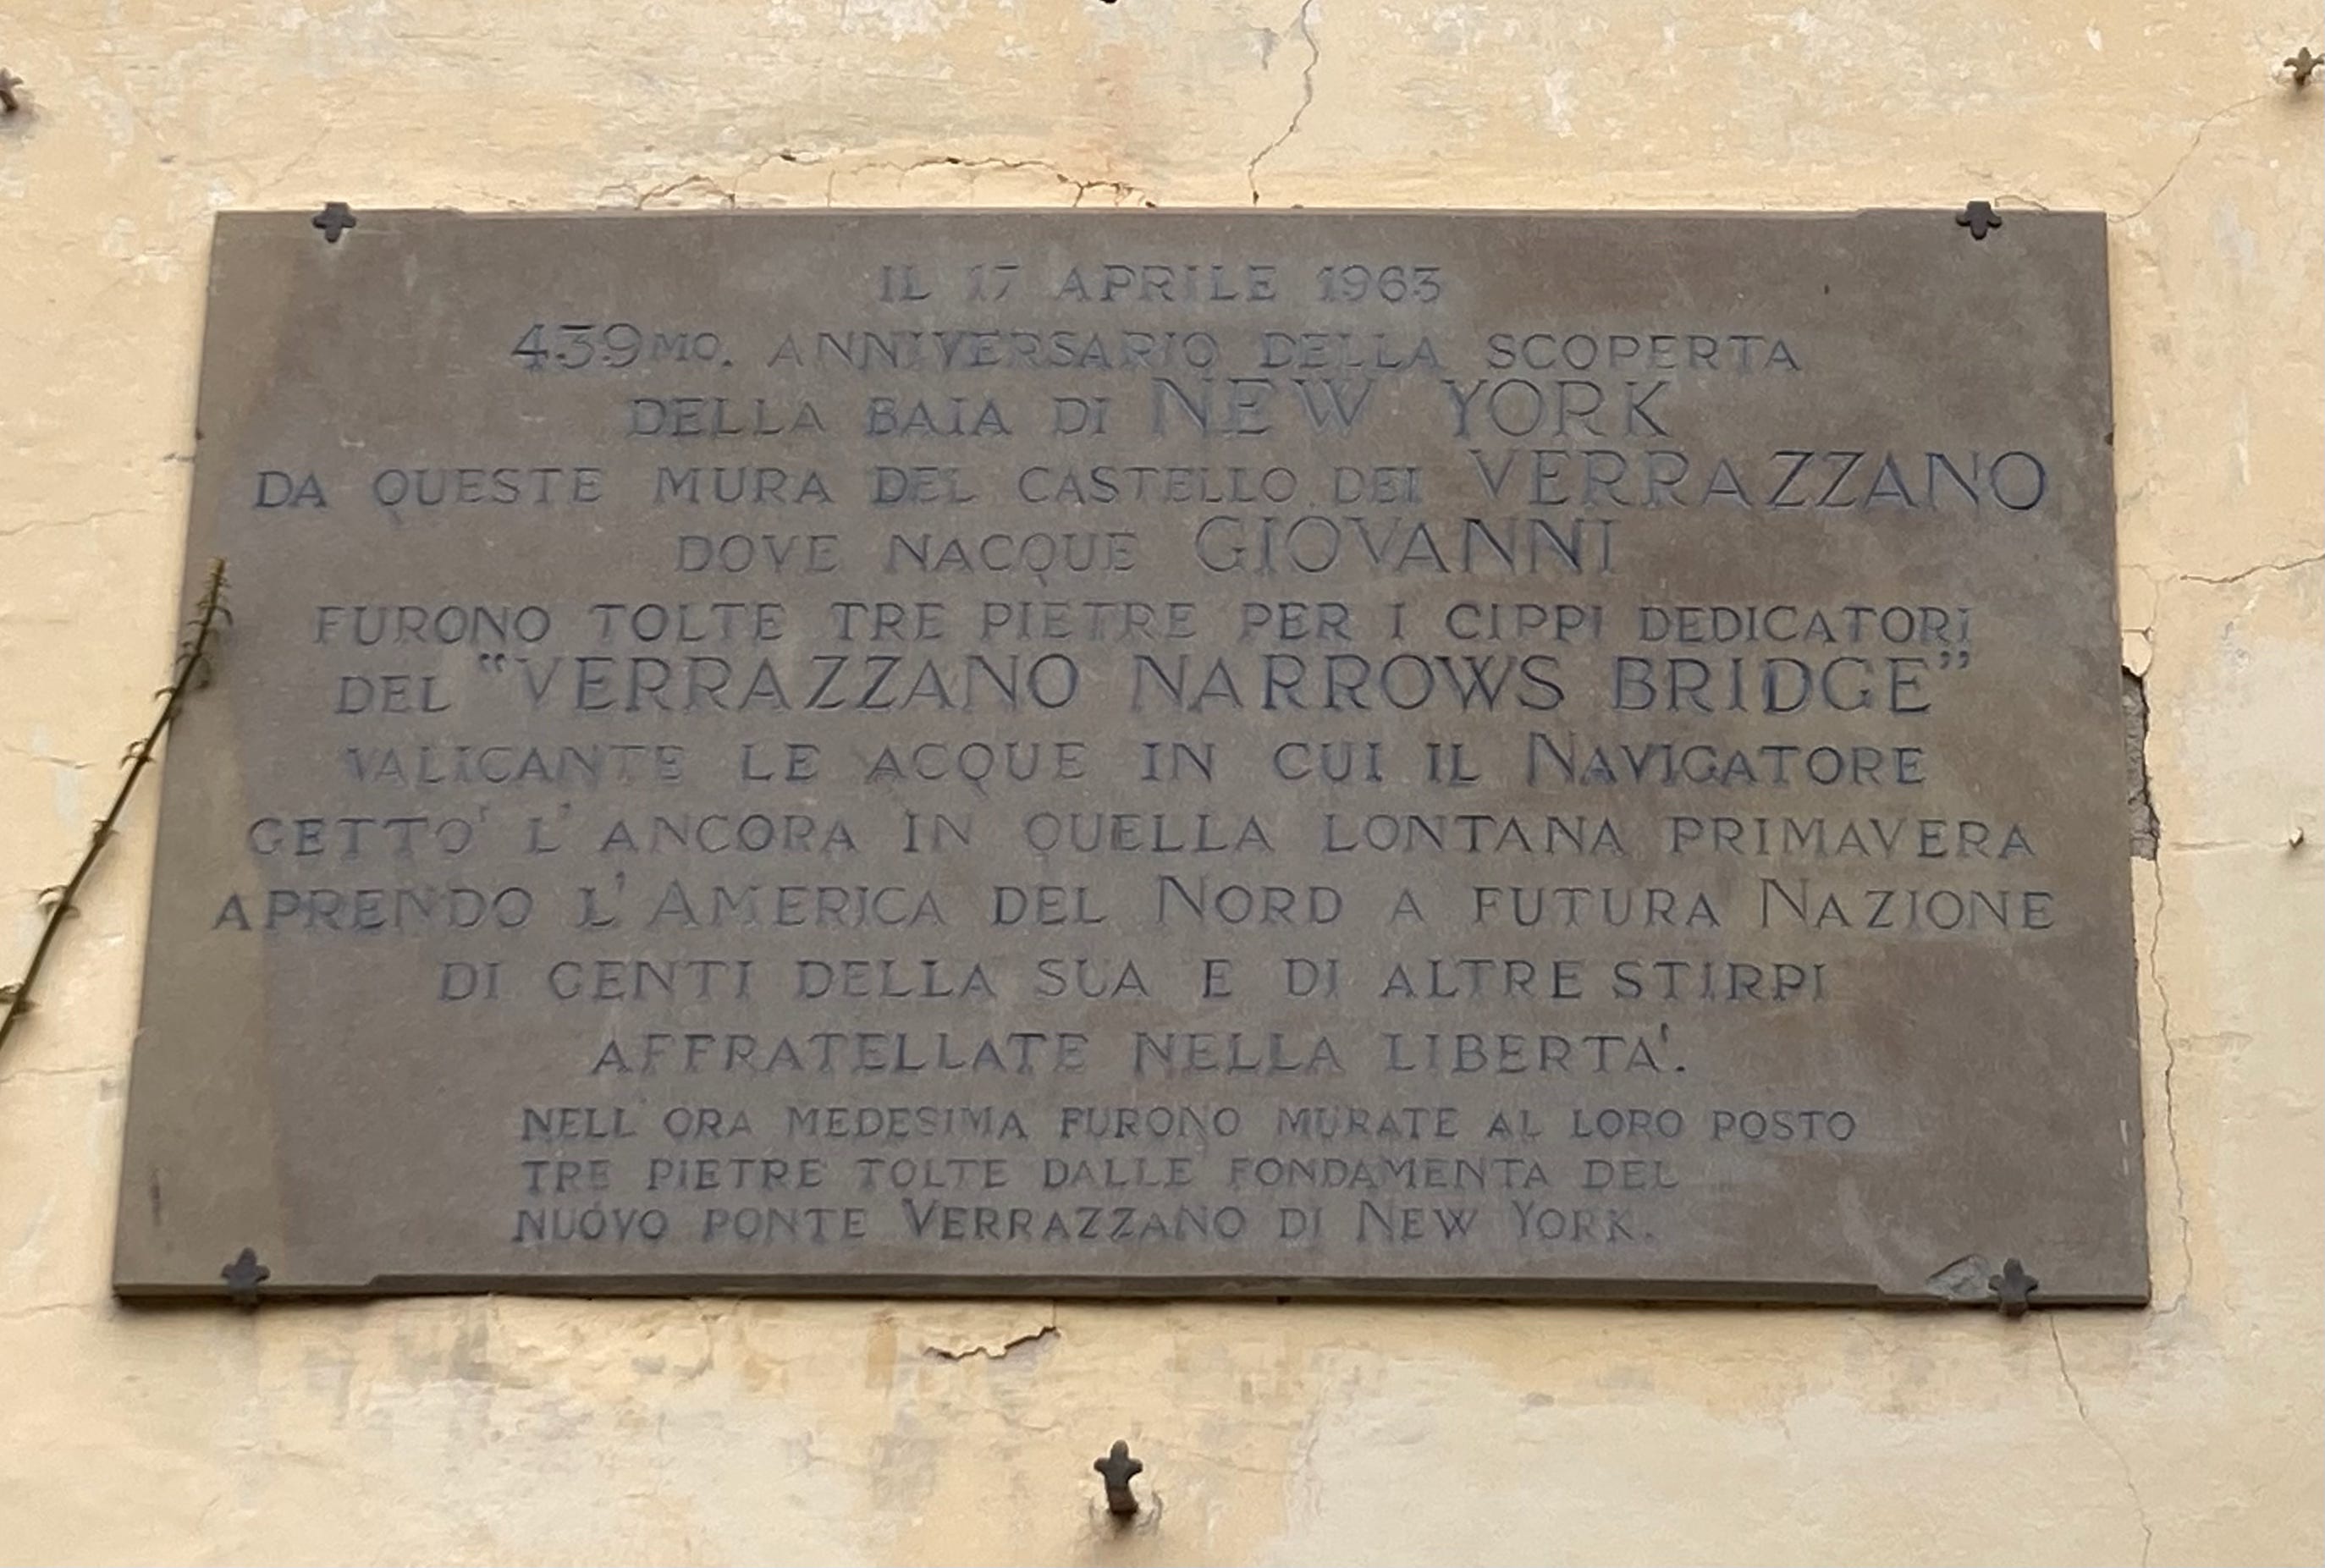 IL 17 APRILE 1963
439MO. ANNIVERSARIO DELLA SCOPERTA
DELLA BAIA DI NEW YORK
DA QUESTE MURA DEL CASTELLO DEI VERRAZZANO
DOVE NACQUE GIOVANNI
FURONO TOLTE TRE PIETRE PER I CIPPI DEDICATORI
DEL "VERRAZZANO NARROWS BRIDGE"
VALICANTE LE ACQUE IN CUI IL NAVIGATORE
GETTO' L'ANCORA IN QUELLA LONTANA PRIMAVERA
APRENDO L'AMERICA DEL NORD A FUTURA NAZIONE
DI GENTI DELLA SUA E DI ALTRE STIRPI
AFFRATELLATE NELLA LIBERTA'.
NELL'ORA MEDESIMA FURONO MURATE AL LORO POSTO
TRE PIETRE TOLTE DALLE FONDAMENTA DEL
NUOVO PONTE VERRAZZANO DI NEW YORK.